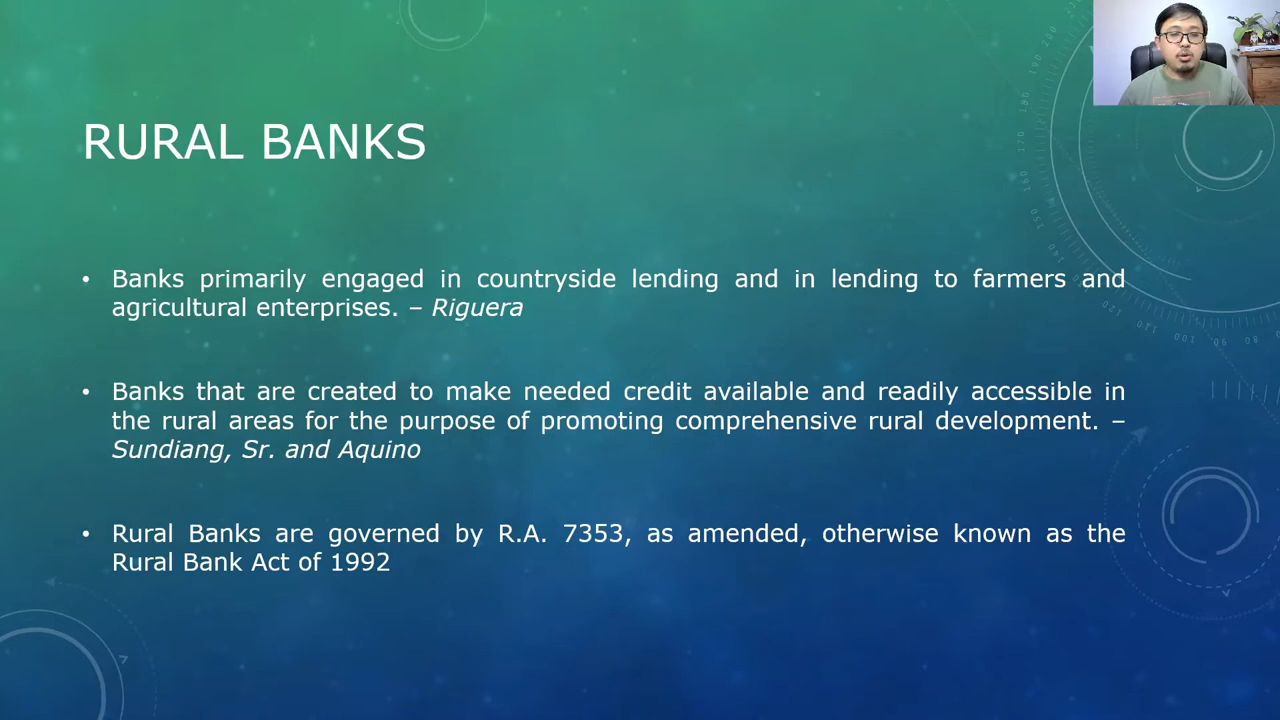 RURAL BANKS
• Banks primarily engaged in countryside lending and in lending to farmers and
agricultural enterprises. – Riguera
• Banks that are created to make needed credit available and readily accessible in
the rural areas for the purpose of promoting comprehensive rural development. –
Sundiang, Sr. and Aquino
• Rural Banks are governed by R.A. 7353, as amended, otherwise known as the
Rural Bank Act of 1992